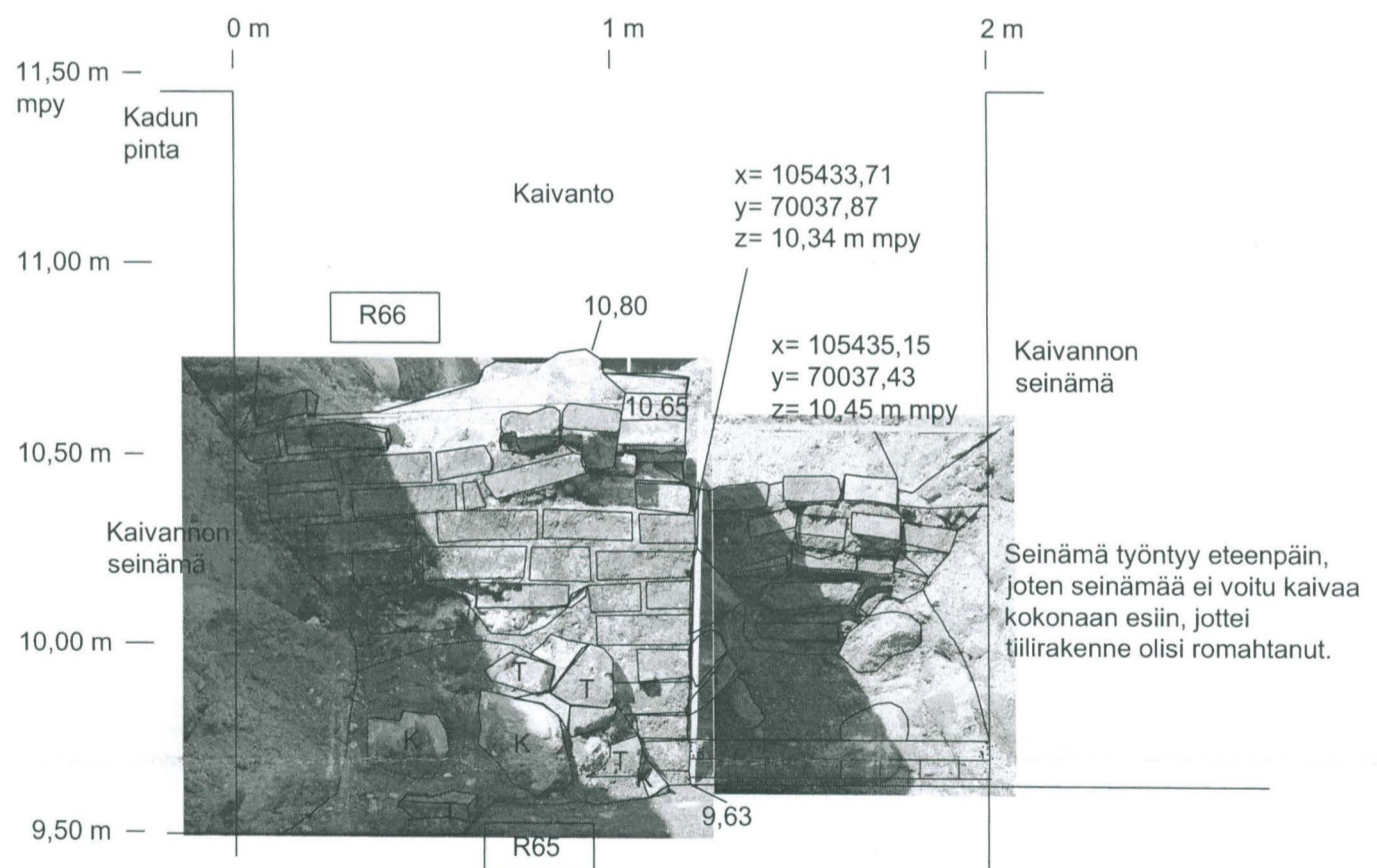 0 m
1 m
2 m
11,50 m
mpy
Kadun
pinta
Kaivanto
x= 105433,71
y= 70037,87
z= 10,34 m mpy
11,00 m
R66
10,80
x= 105435,15
y= 70037,43
z= 10,45 m mpy
Kaivannon
seinämä
10,65
10,50 m
Kaivannon
seinämä
Seinämä työntyy eteenpäin,
joten seinämää ei voitu kaivaa
kokonaan esiin, jottei
tiilirakenne olisi romahtanut.
10,00 m
T
T
K
K
T
K
9,50 m
9,63
R65